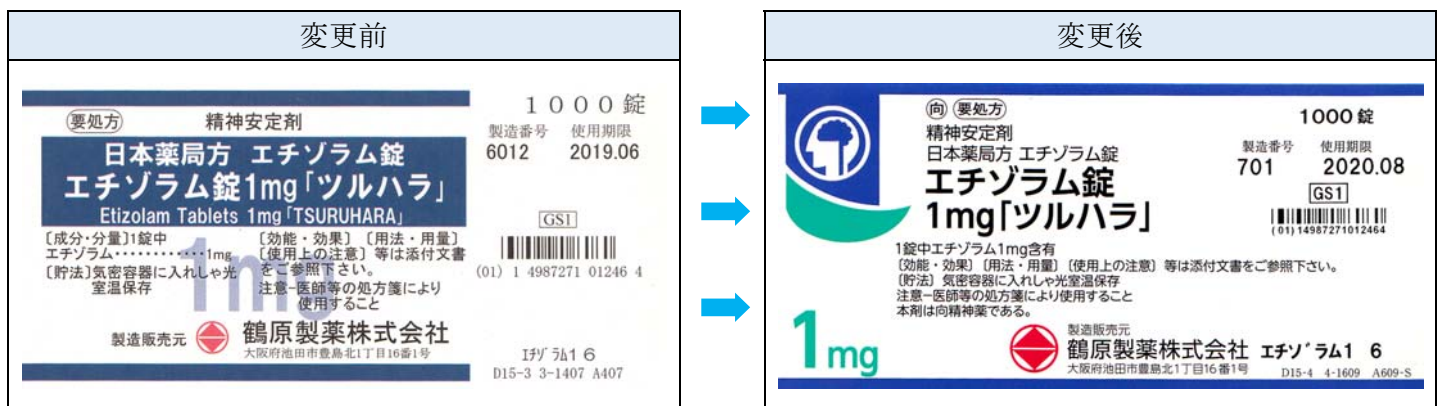 変更前
要処方 精神安定剤
日本薬局方 エチゾラム錠
エチゾラム錠1mg「ツルハラ」
Etizolam Tablets 1mg「TSURUHARA」
〔成分・分量〕1錠中
エチゾラム············1mg
〔貯法〕気密容器に入れしゃ光
室温保存
〔効能・効果〕〔用法・用量〕
〔使用上の注意〕等は添付文書
をご参照下さい。
注意-医師等の処方箋により
使用すること
1mg
製造販売元 鶴原製薬株式会社
大阪府池田市豊島北1丁目16番1号
1000錠
製造番号 使用期限
6012 2019.06
GS1
(01) 1 4987271 01246 4
エチゾラム1 6
D15-3 3-1407 A407
変更後
向 要処方
精神安定剤
日本薬局方 エチゾラム錠
エチゾラム錠
1mg「ツルハラ」
1錠中エチゾラム1mg含有
〔効能・効果〕〔用法・用量〕〔使用上の注意〕等は添付文書をご参照下さい。
〔貯法〕気密容器に入れしゃ光室温保存
注意-医師等の処方箋により使用すること
本剤は向精神薬である。
1mg
製造販売元
鶴原製薬株式会社
大阪府池田市豊島北1丁目16番1号
1000錠
製造番号 使用期限
701 2020.08
GS1
(01)14987271012464
エチゾラム1 6
D15-4 4-1609 A609-S